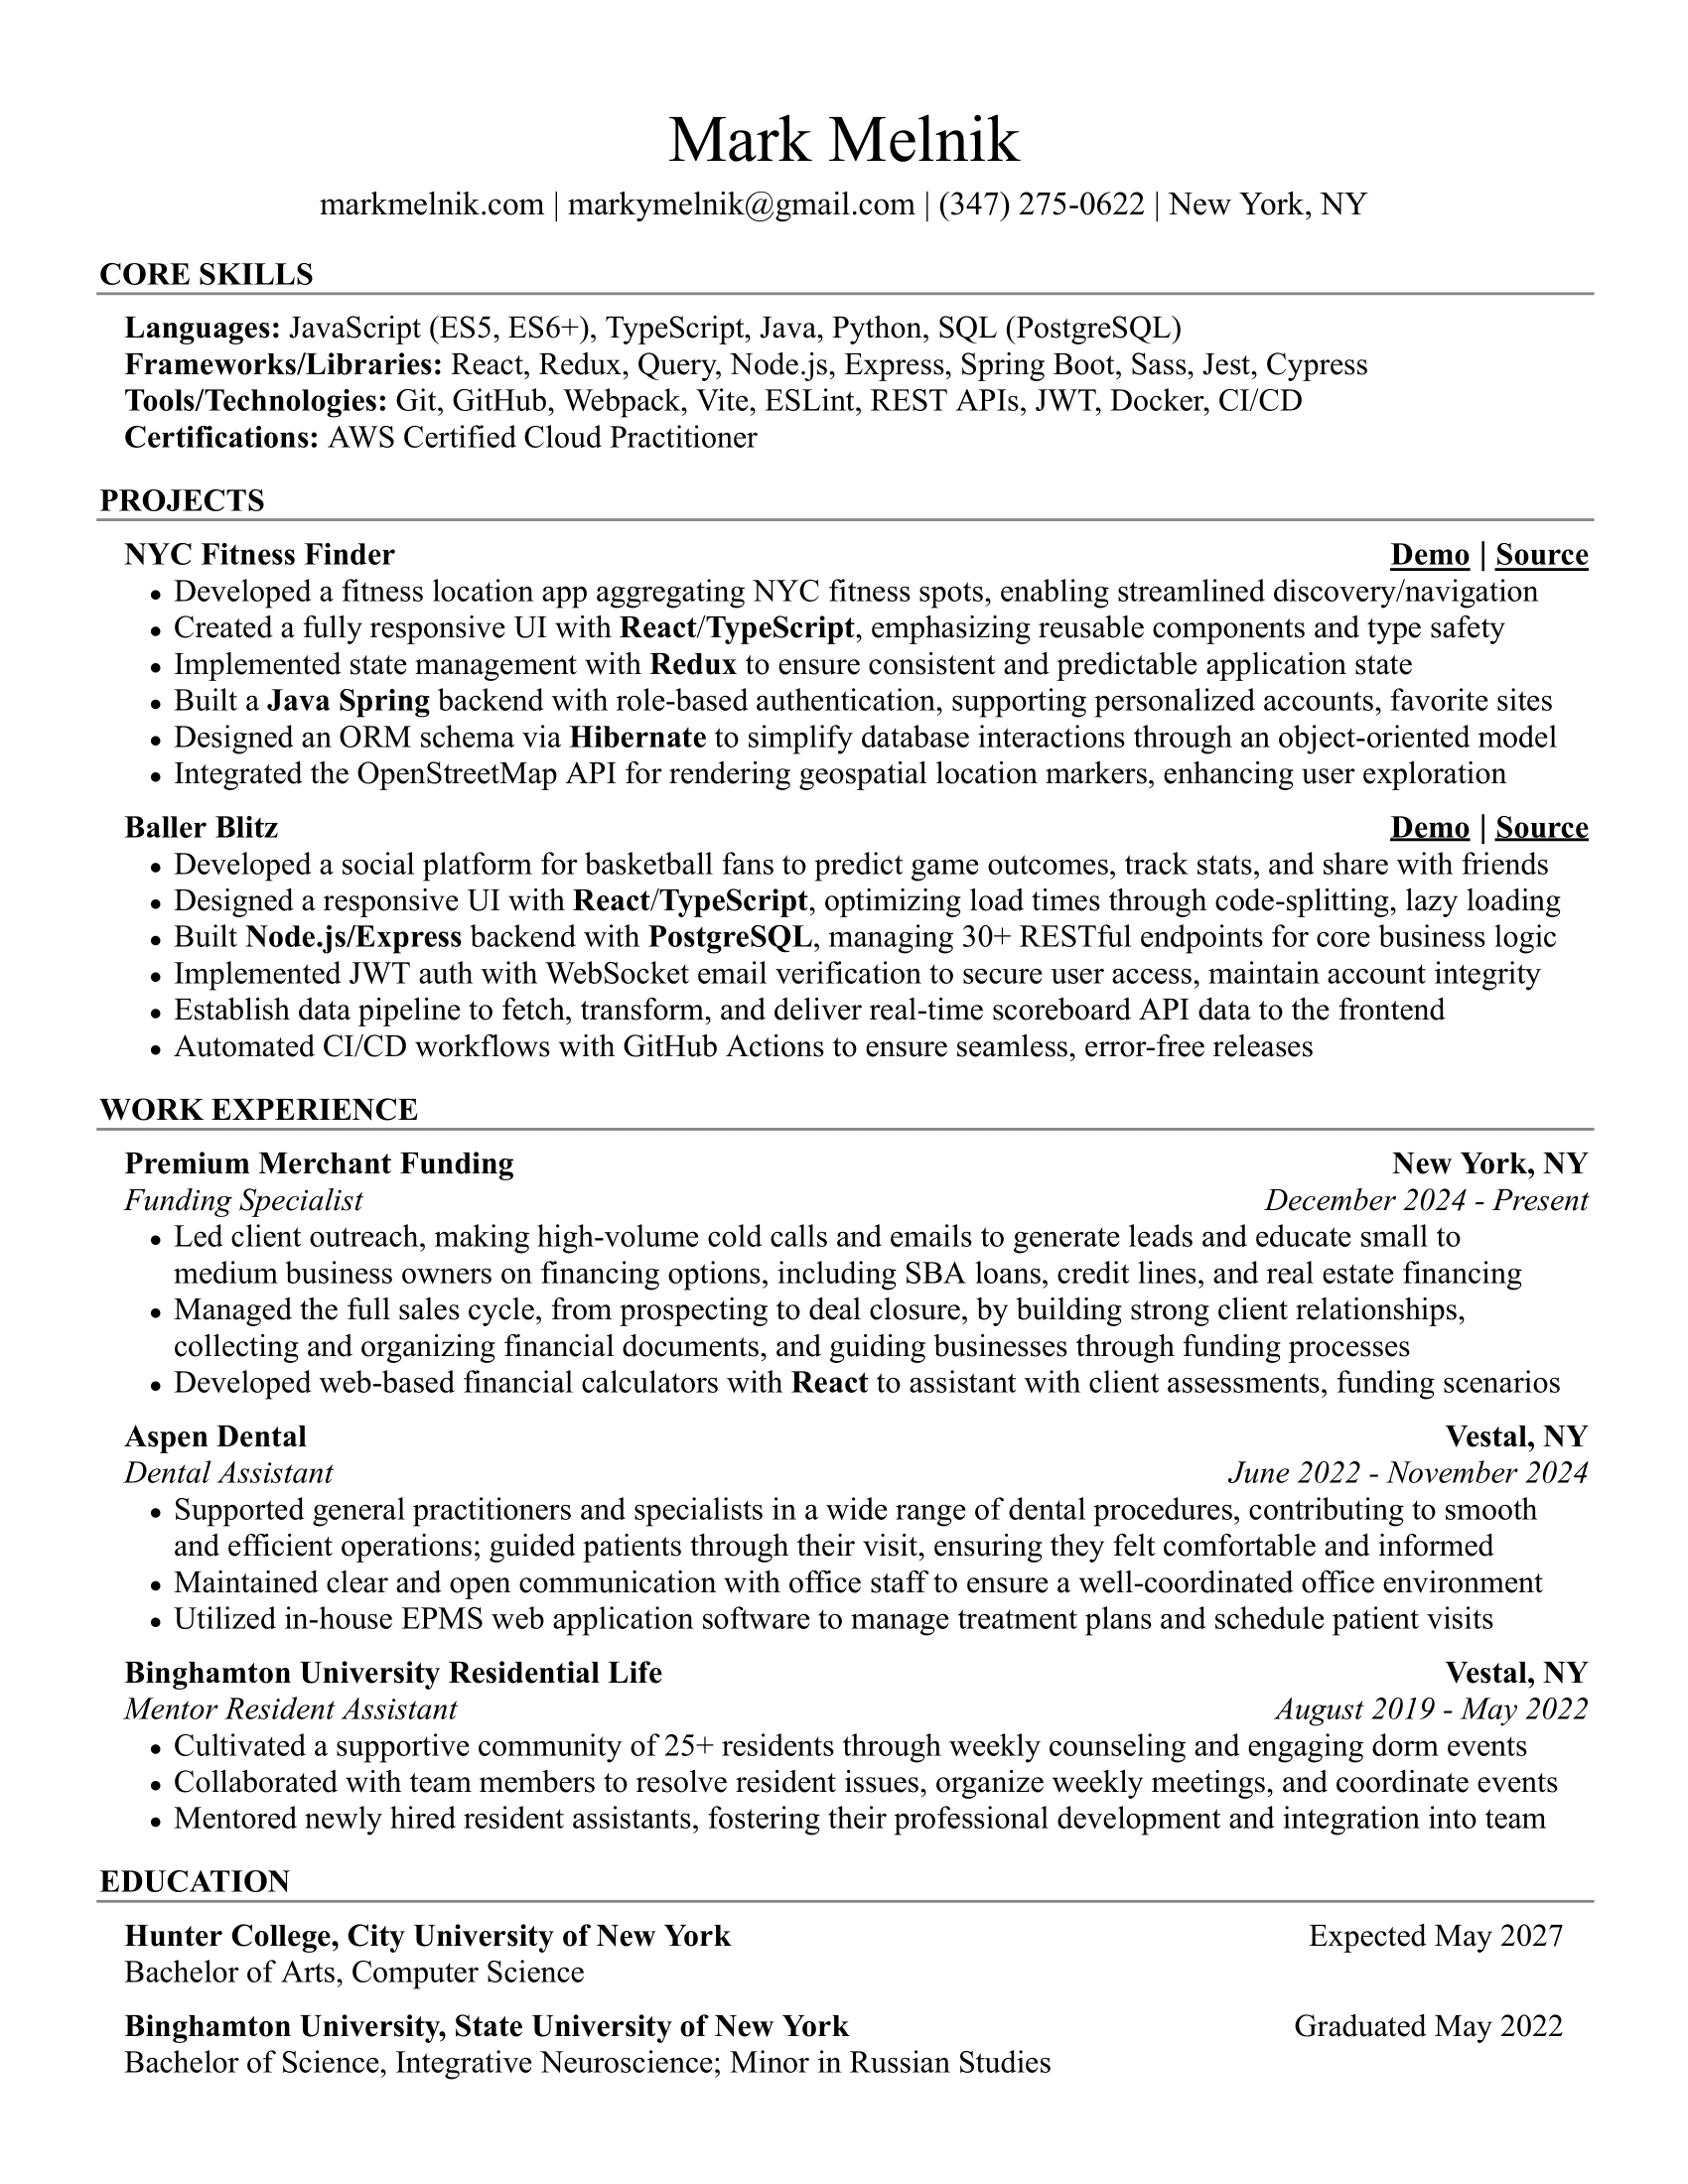 Mark Melnik
markmelnik.com | markymelnik@gmail.com | (347) 275-0622 | New York, NY
CORE SKILLS
Languages: JavaScript (ES5, ES6+), TypeScript, Java, Python, SQL (PostgreSQL)
Frameworks/Libraries: React, Redux, Query, Node.js, Express, Spring Boot, Sass, Jest, Cypress
Tools/Technologies: Git, GitHub, Webpack, Vite, ESLint, REST APIs, JWT, Docker, CI/CD
Certifications: AWS Certified Cloud Practitioner
PROJECTS
NYC Fitness Finder Demo | Source
• Developed a fitness location app aggregating NYC fitness spots, enabling streamlined discovery/navigation
• Created a fully responsive UI with React/TypeScript, emphasizing reusable components and type safety
• Implemented state management with Redux to ensure consistent and predictable application state
• Built a Java Spring backend with role-based authentication, supporting personalized accounts, favorite sites
• Designed an ORM schema via Hibernate to simplify database interactions through an object-oriented model
• Integrated the OpenStreetMap API for rendering geospatial location markers, enhancing user exploration
Baller Blitz Demo | Source
• Developed a social platform for basketball fans to predict game outcomes, track stats, and share with friends
• Designed a responsive UI with React/TypeScript, optimizing load times through code-splitting, lazy loading
• Built Node.js/Express backend with PostgreSQL, managing 30+ RESTful endpoints for core business logic
• Implemented JWT auth with WebSocket email verification to secure user access, maintain account integrity
• Establish data pipeline to fetch, transform, and deliver real-time scoreboard API data to the frontend
• Automated CI/CD workflows with GitHub Actions to ensure seamless, error-free releases
WORK EXPERIENCE
Premium Merchant Funding New York, NY
Funding Specialist December 2024 - Present
• Led client outreach, making high-volume cold calls and emails to generate leads and educate small to
medium business owners on financing options, including SBA loans, credit lines, and real estate financing
• Managed the full sales cycle, from prospecting to deal closure, by building strong client relationships,
collecting and organizing financial documents, and guiding businesses through funding processes
• Developed web-based financial calculators with React to assistant with client assessments, funding scenarios
Aspen Dental Vestal, NY
Dental Assistant June 2022 - November 2024
• Supported general practitioners and specialists in a wide range of dental procedures, contributing to smooth
and efficient operations; guided patients through their visit, ensuring they felt comfortable and informed
• Maintained clear and open communication with office staff to ensure a well-coordinated office environment
• Utilized in-house EPMS web application software to manage treatment plans and schedule patient visits
Binghamton University Residential Life Vestal, NY
Mentor Resident Assistant August 2019 - May 2022
• Cultivated a supportive community of 25+ residents through weekly counseling and engaging dorm events
• Collaborated with team members to resolve resident issues, organize weekly meetings, and coordinate events
• Mentored newly hired resident assistants, fostering their professional development and integration into team
EDUCATION
Hunter College, City University of New York Expected May 2027
Bachelor of Arts, Computer Science
Binghamton University, State University of New York Graduated May 2022
Bachelor of Science, Integrative Neuroscience; Minor in Russian Studies